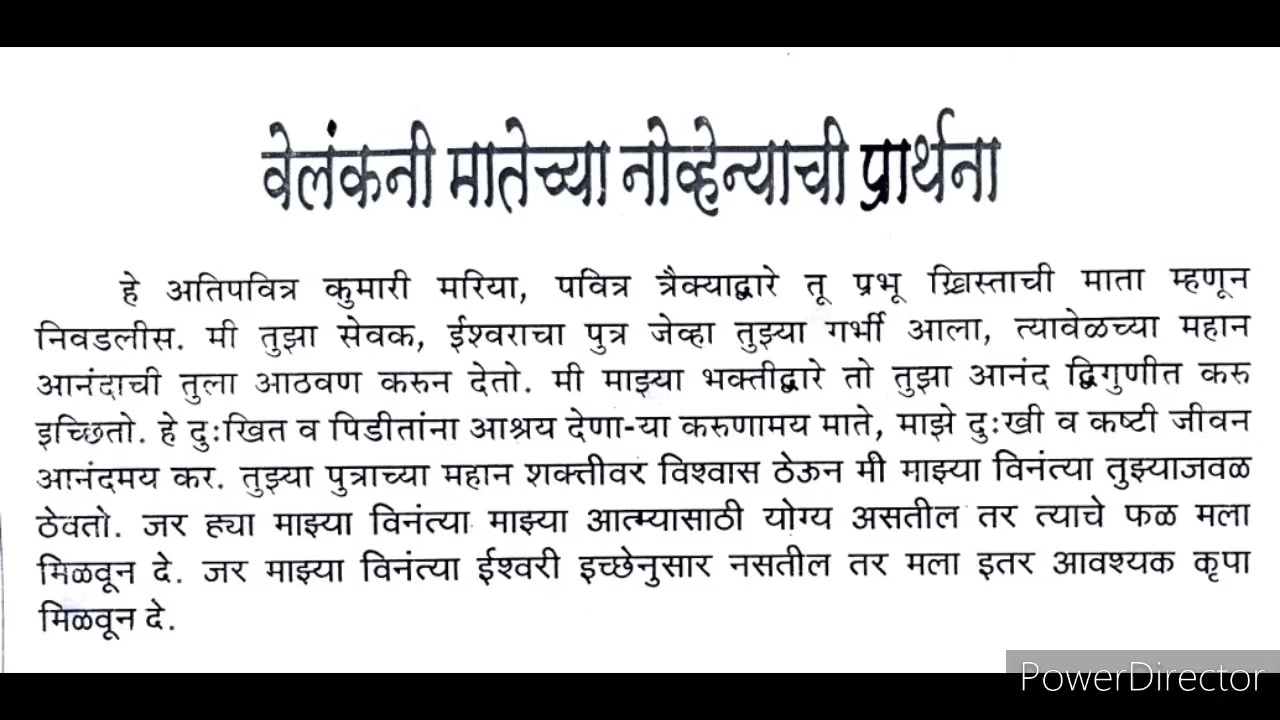 वेलंकनी मातेच्या नोव्हेन्याची प्रार्थना
हे अतिपवित्र कुमारी मरिया, पवित्र त्रैक्याद्वारे तू प्रभू ख्रिस्ताची माता म्हणून
निवडलीस. मी तुझा सेवक, ईश्वराचा पुत्र जेव्हा तुझ्या गर्भी आला, त्यावेळच्या महान
आनंदाची तुला आठवण करुन देतो. मी माझ्या भक्तीद्वारे तो तुझा आनंद द्विगुणीत करु
इच्छितो. हे दुःखित व पिडीतांना आश्रय देणा-या करुणामय माते, माझे दुःखी व कष्टी जीवन
आनंदमय कर. तुझ्या पुत्राच्या महान शक्तीवर विश्वास ठेऊन मी माझ्या विनंत्या तुझ्याजवळ
ठेवतो. जर ह्या माझ्या विनंत्या माझ्या आत्म्यासाठी योग्य असतील तर त्याचे फळ मला
मिळवून दे. जर माझ्या विनंत्या ईश्वरी इच्छेनुसार नसतील तर मला इतर आवश्यक कृपा
मिळवून दे.
PowerDirector